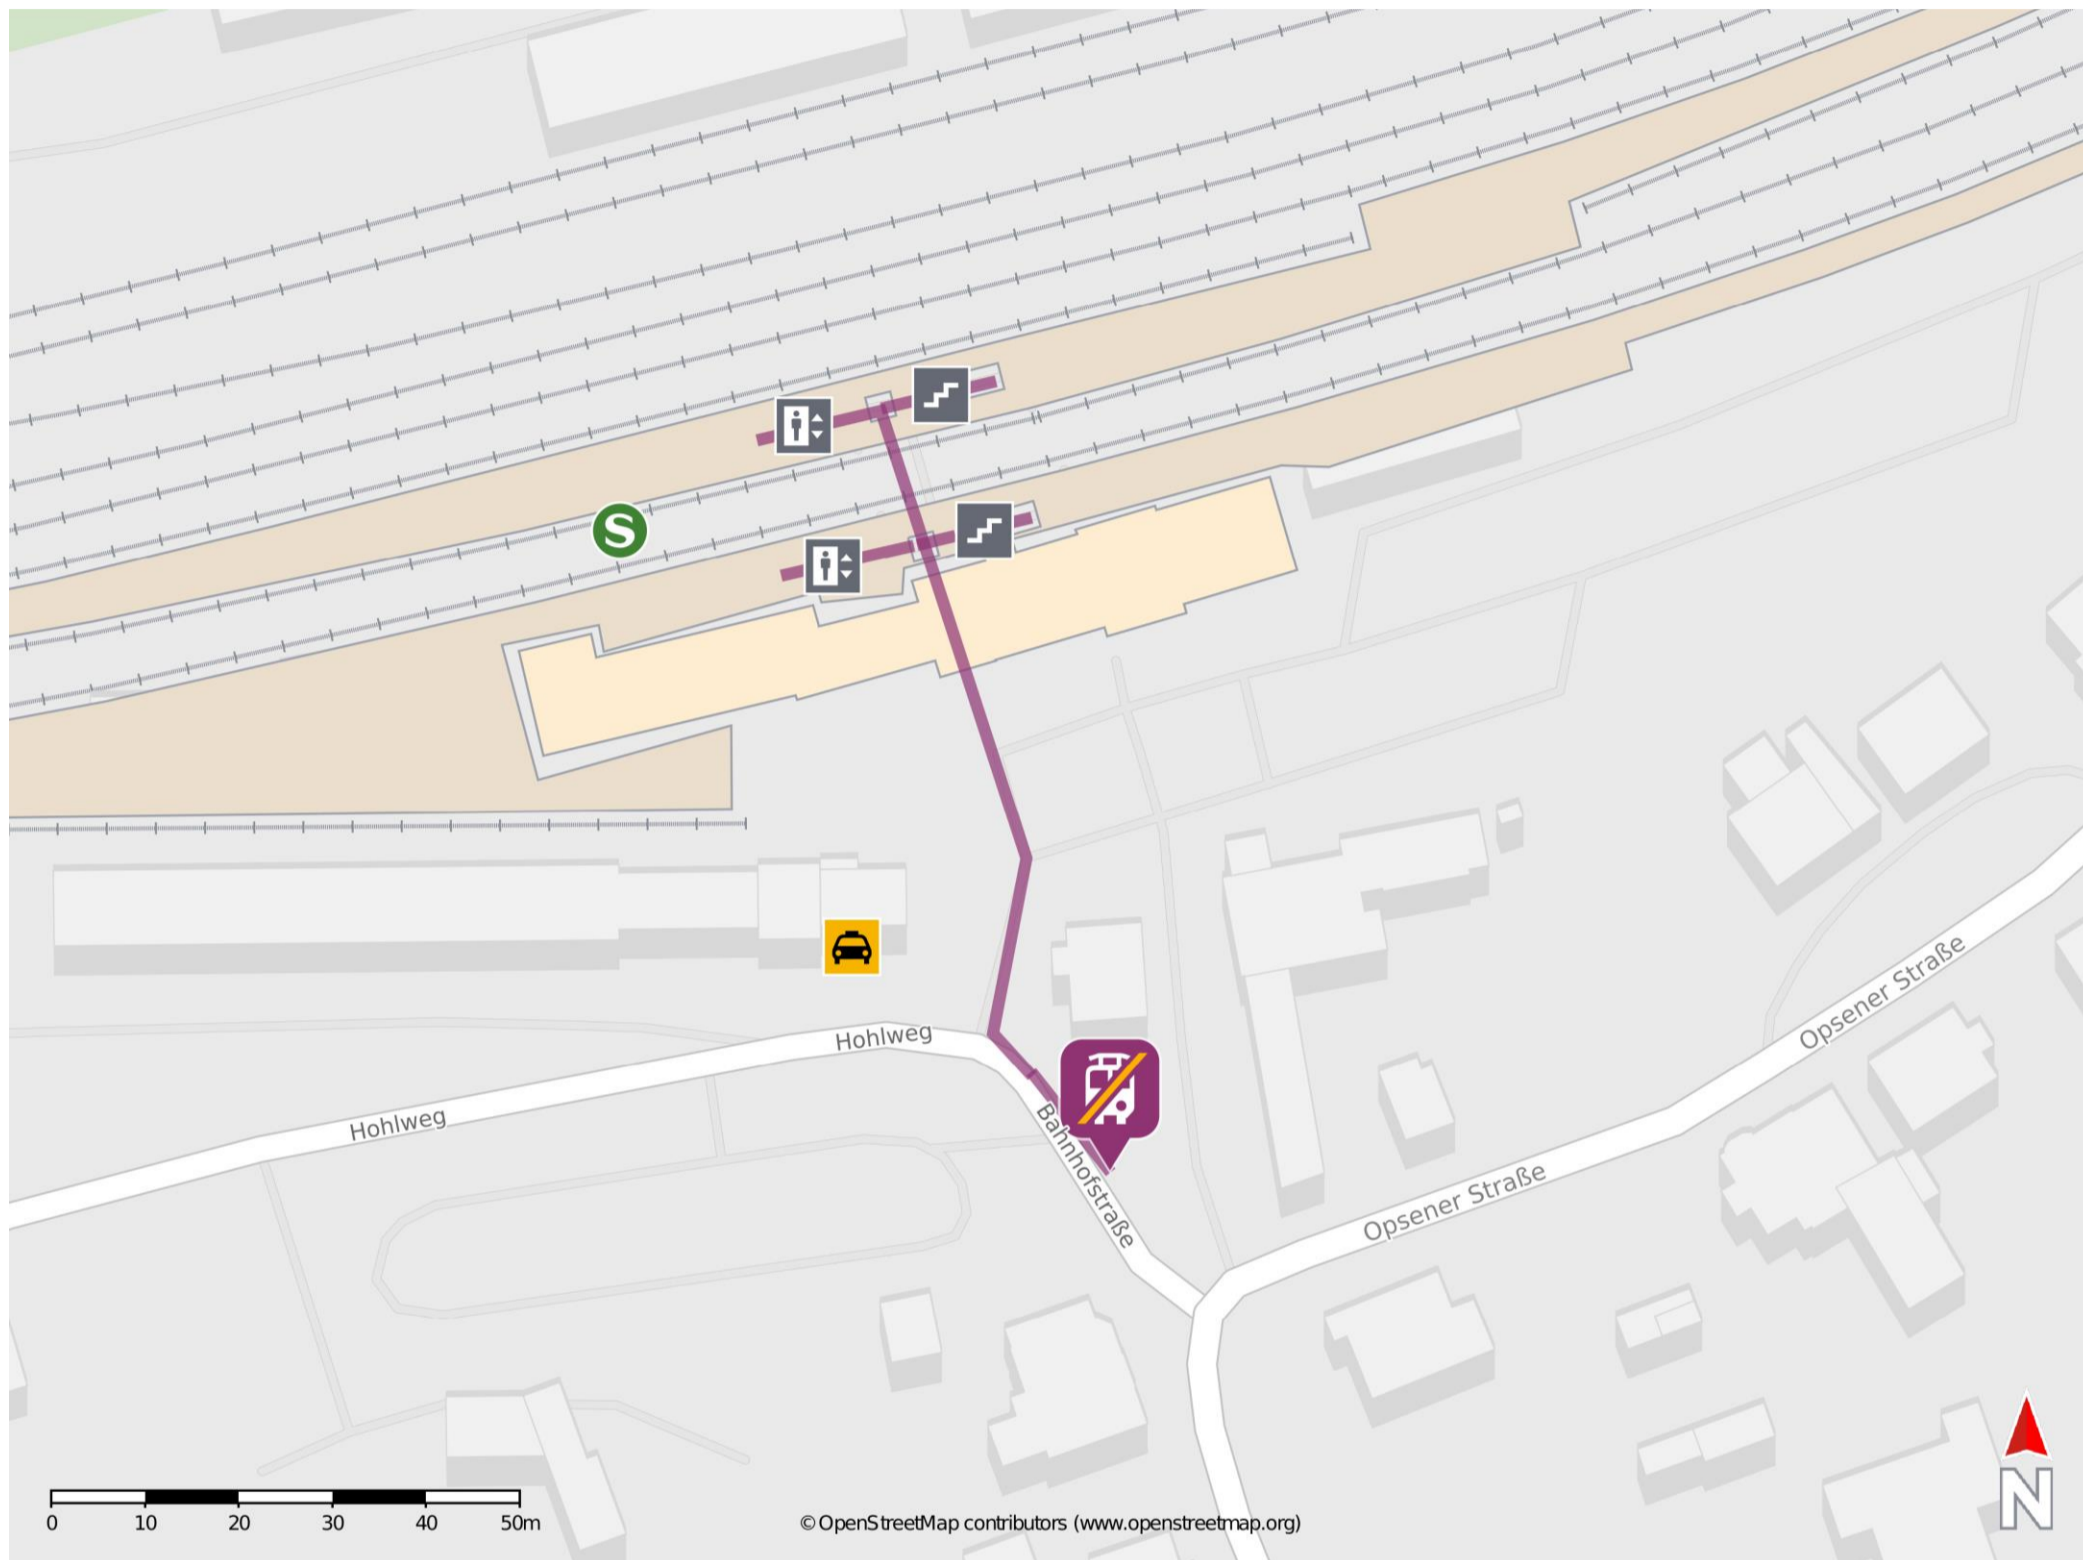 S
Hohlweg
Hohlweg
Bahnhofstraße
Opsener Straße
Opsener Straße
0 10 20 30 40 50m
© OpenStreetMap contributors (www.openstreetmap.org)
N